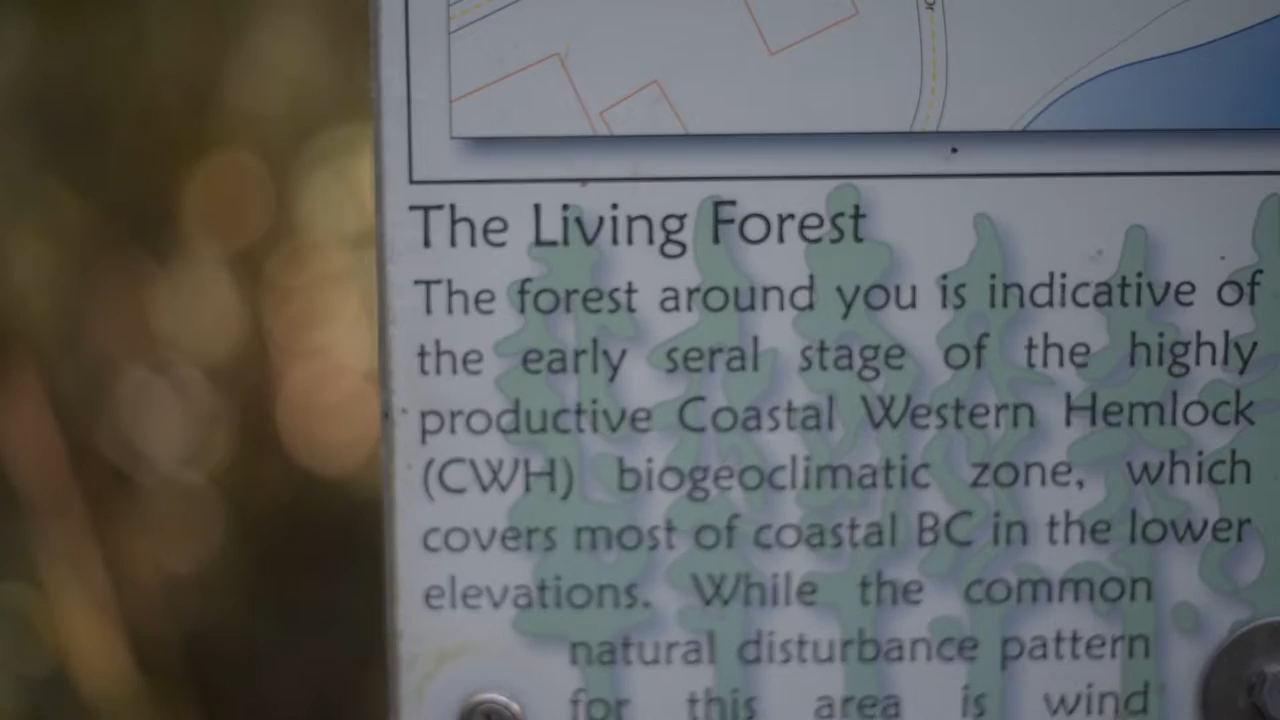 The Living Forest
The forest around you is indicative of
the early seral stage of the highly
productive Coastal Western Hemlock
(CWH) biogeoclimatic zone, which
covers most of coastal BC in the lower
elevations. While the common
natural disturbance pattern
for this area is wind